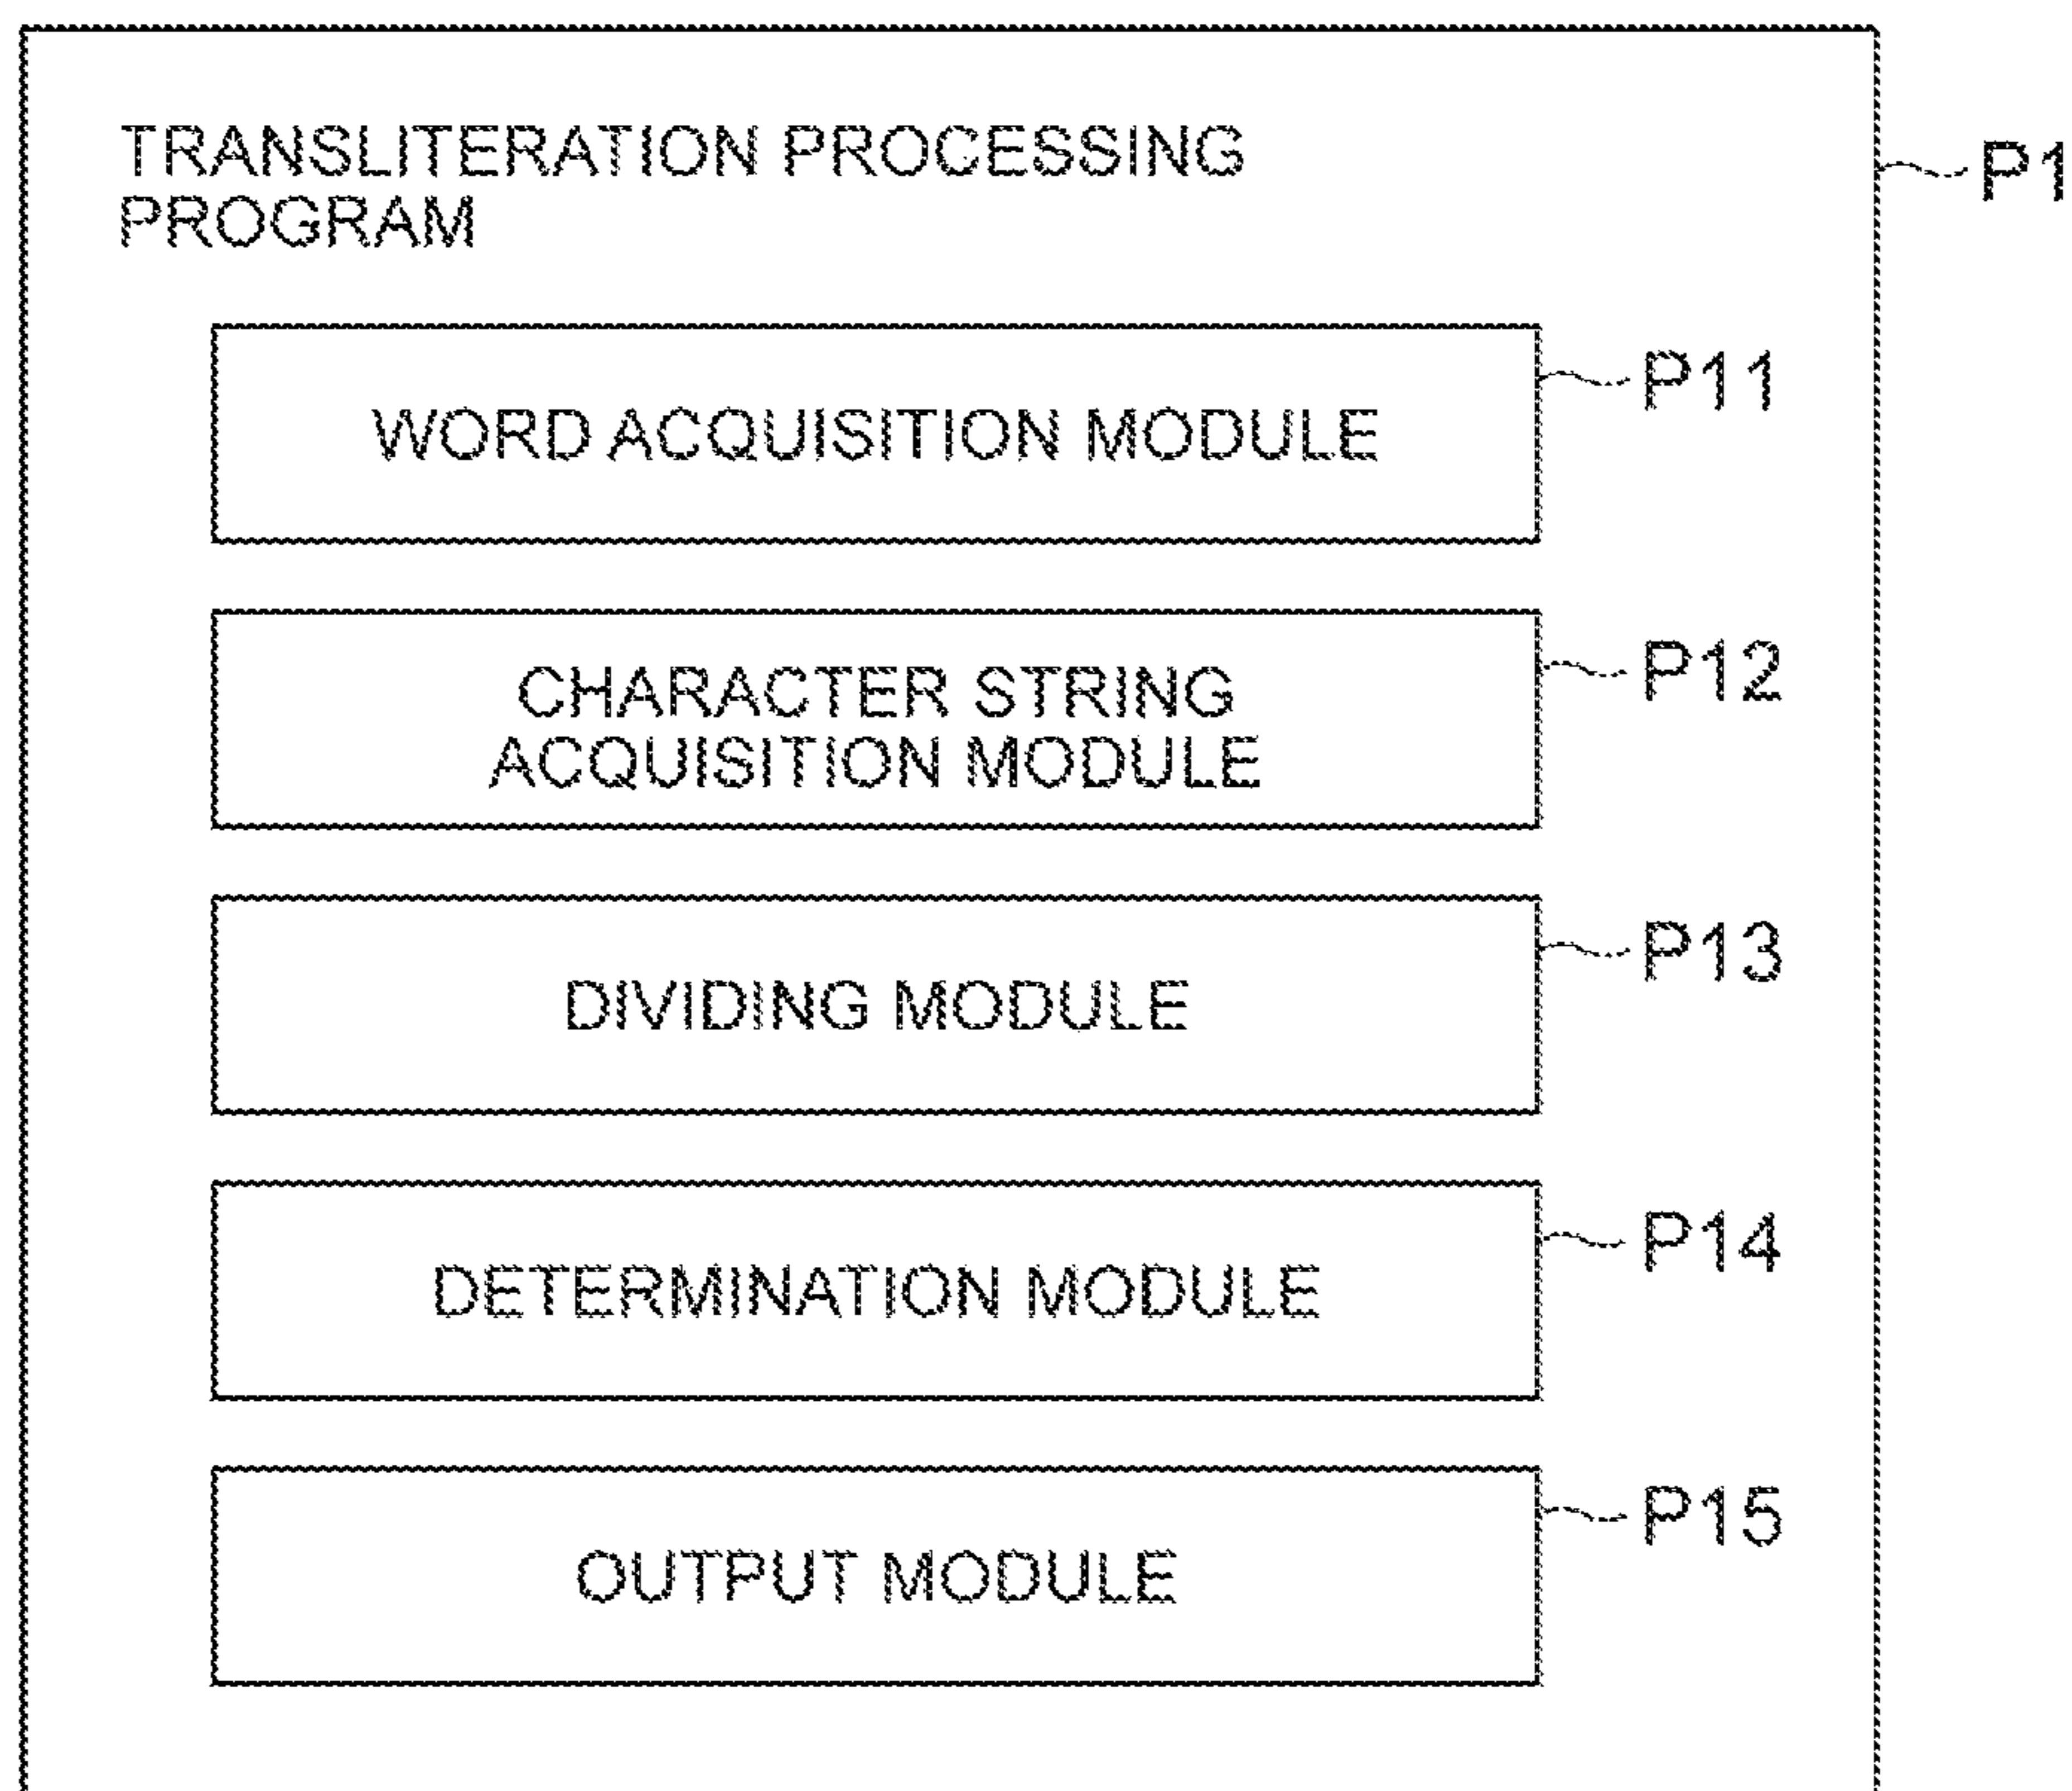 TRANSLITERATION PROCESSING
PROGRAM
P1
WORD ACQUISITION MODULE
P11
CHARACTER STRING
ACQUISITION MODULE
P12
DIVIDING MODULE
P13
DETERMINATION MODULE
P14
OUTPUT MODULE
P15